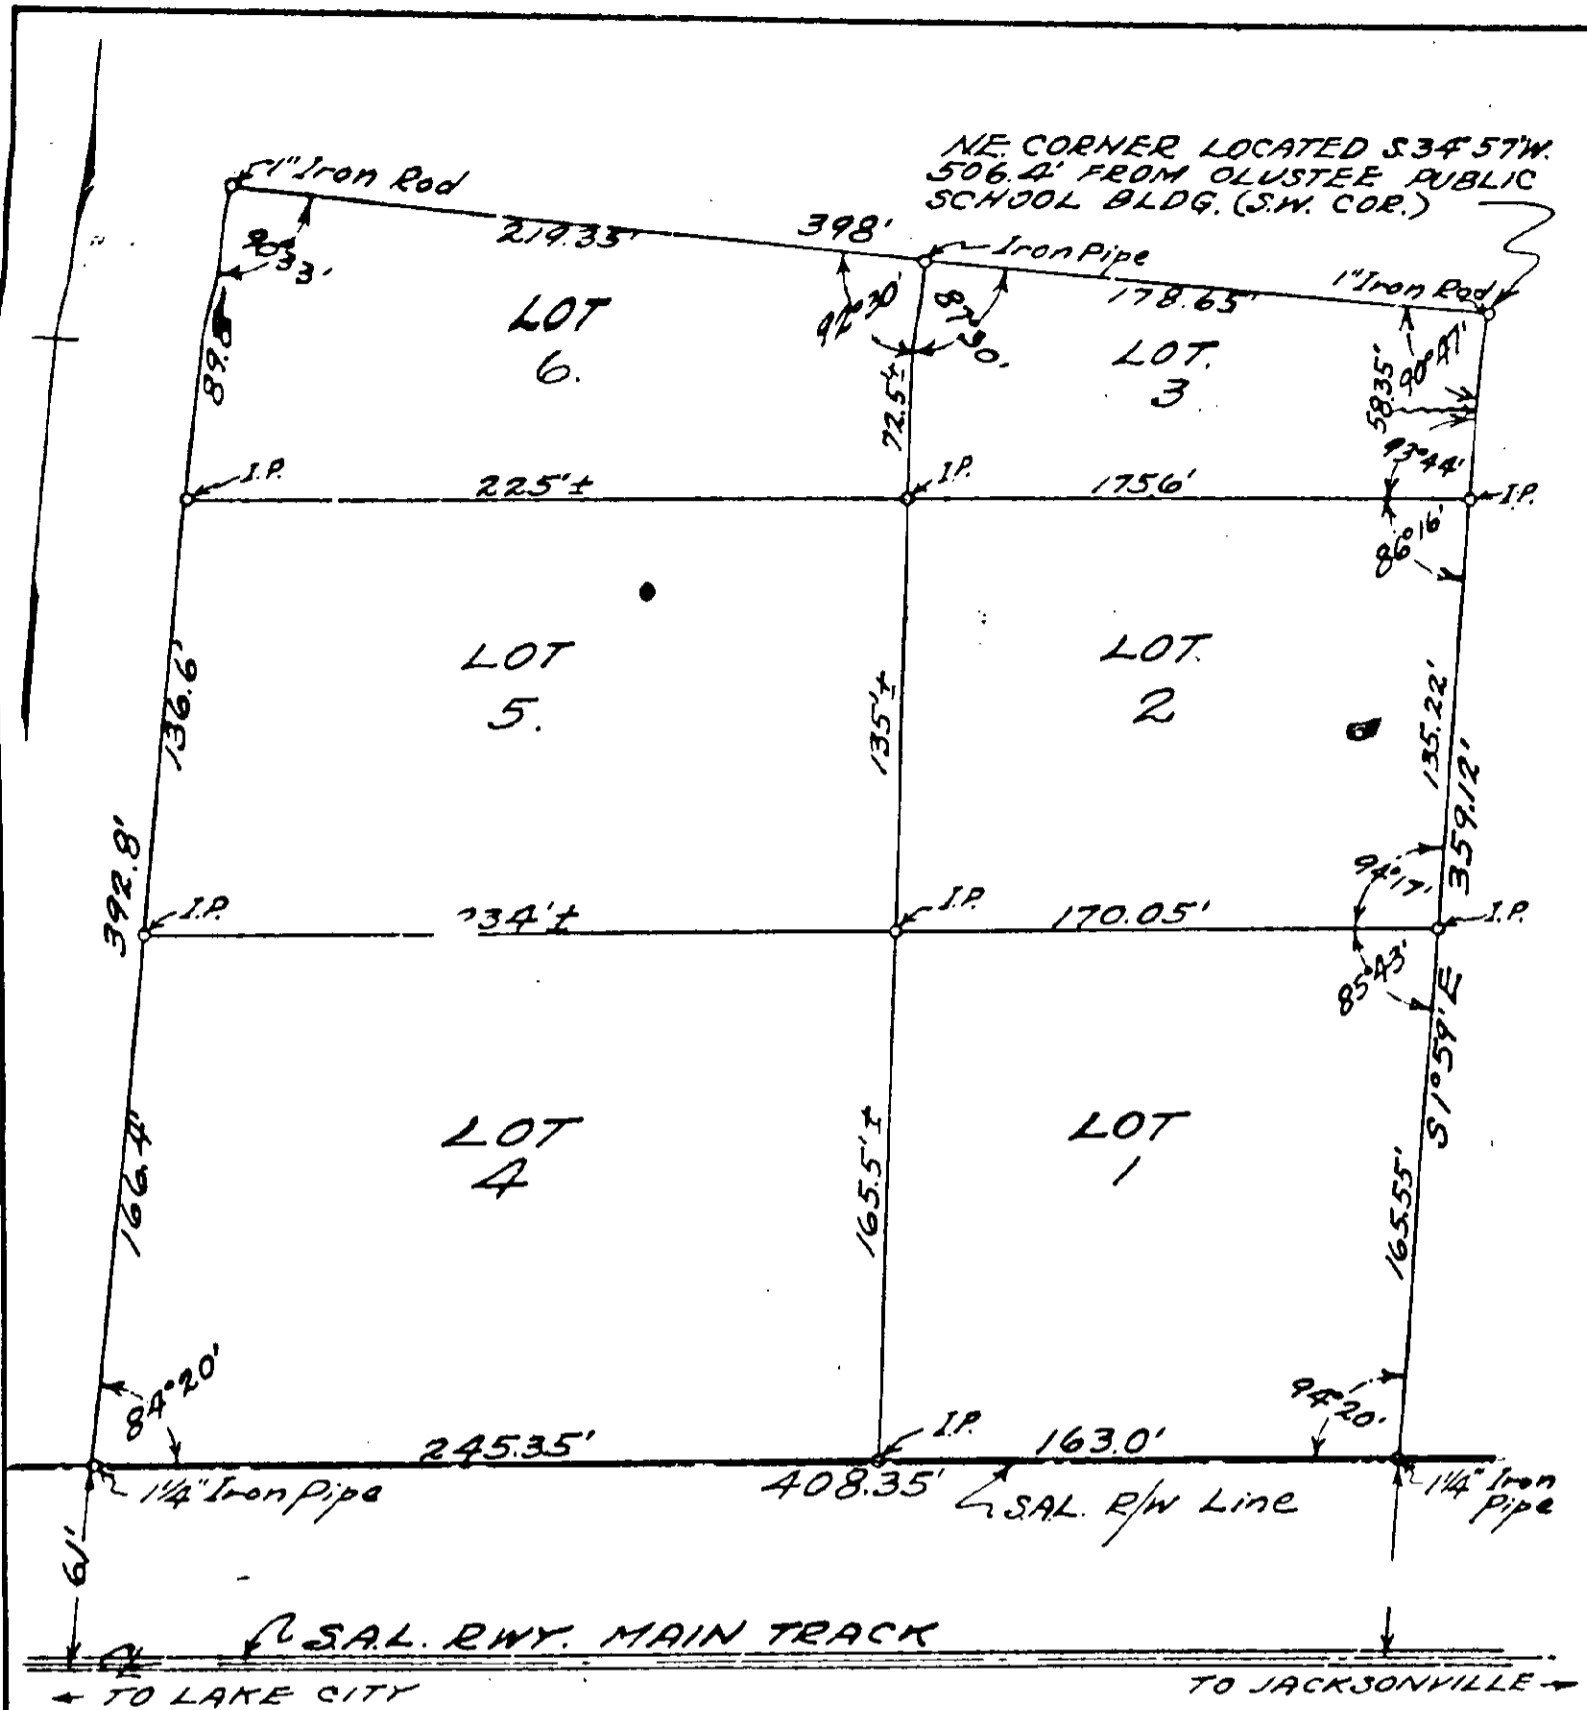 NE. CORNER LOCATED S34°57'W.
506.4' FROM OLUSTEE PUBLIC
SCHOOL BLDG. (S.W. COR.)
1" Iron Rod
219.35'
398'
Iron Pipe
178.65'
1" Iron Rod
90° 33'
92°30'
87°30'
90°47'
LOT
6.
LOT.
3
89.8'
72.5'±
58.35'
93°44'
I.P.
225'±
I.P.
175.6'
I.P.
86°16'
LOT
5.
LOT.
2
136.6'
135'±
135.22'
359.12'
392.8'
94°17'
I.P.
34'±
I.P.
170.05'
I.P.
85°43'
S1°59'E
LOT
4
LOT
1
166.4'
165.5'±
165.55'
84°20'
94°20'
245.35'
I.P.
163.0'
1¼" Iron Pipe
408.35'
S.A.L. R/W Line
1¼" Iron
Pipe
61'
S.A.L. RWY. MAIN TRACK
← TO LAKE CITY
TO JACKSONVILLE →